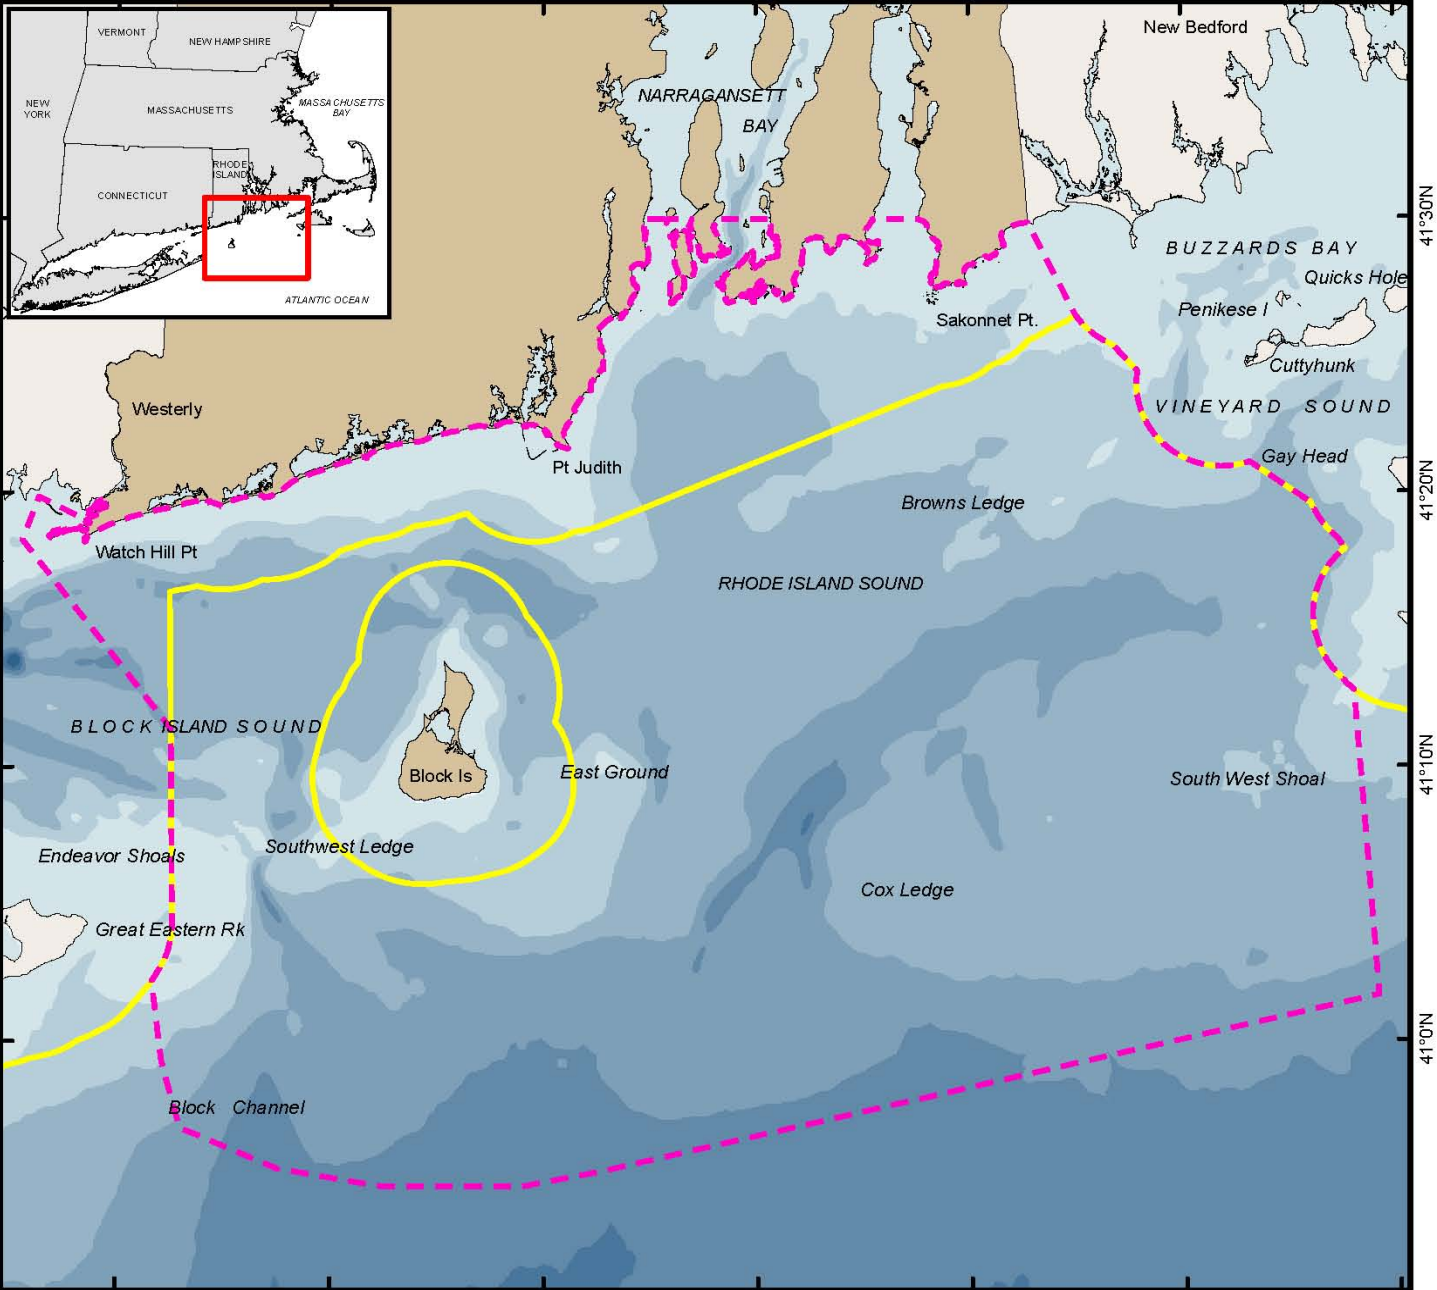 VERMONT
NEW HAMPSHIRE
NEW
YORK
MASSACHUSETTS
MASSACHUSETTS
BAY
RHODE
ISLAND
CONNECTICUT
ATLANTIC OCEAN
New Bedford
NARRAGANSETT
BAY
41°30'N
BUZZARDS BAY
Quicks Hole
Penikese I
Sakonnet Pt.
Cuttyhunk
Westerly
VINEYARD SOUND
Gay Head
Pt Judith
41°20'N
Browns Ledge
Watch Hill Pt
RHODE ISLAND SOUND
BLOCK ISLAND SOUND
41°10'N
Block Is
East Ground
South West Shoal
Southwest Ledge
Endeavor Shoals
Cox Ledge
Great Eastern Rk
41°0'N
Block Channel